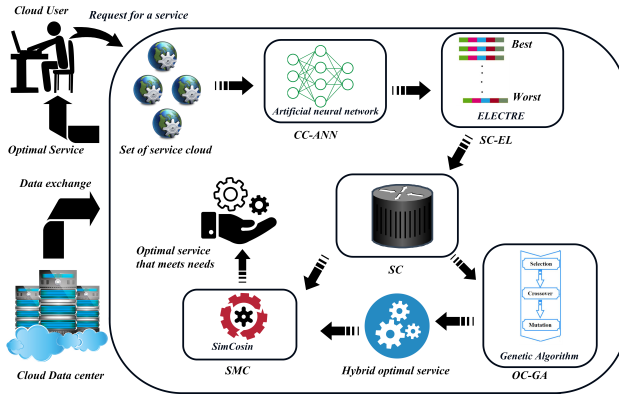 Cloud User
Request for a service
Best
Worst
Artificial neural network
ELECTRE
CC-ANN
SC-EL
Optimal Service
Set of service cloud
Data exchange
Optimal service
that meets needs
SC
Selection
Crossover
Mutation
SimCosin
Genetic Algorithm
Cloud Data center
SMC
Hybrid optimal service
OC-GA